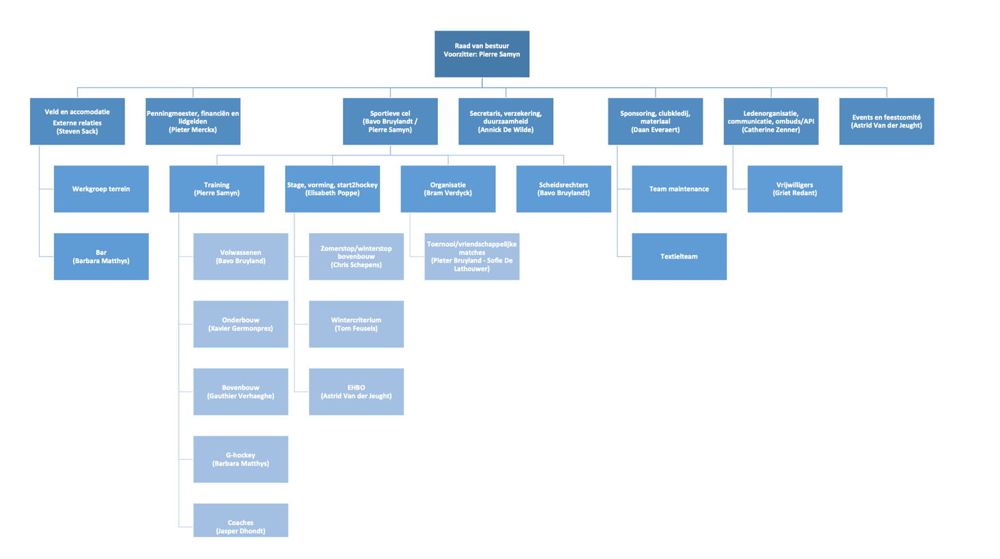 Raad van bestuur
Voorzitter: Pierre Samyn
Veld en accomodatie
Externe relaties
(Steven Sack)
Penningmeester, financiën en
lidgelden
(Pieter Merckx)
Sportieve cel
(Bavo Bruylandt /
Pierre Samyn)
Secretaris, verzekering,
duurzaamheid
(Annick De Wilde)
Sponsoring, clubkledij,
materiaal
(Daan Everaert)
Ledenorganisatie,
communicatie, ombuds/API
(Catherine Zenner)
Events en feestcomité
(Astrid Van der Jeught)
Werkgroep terrein
Training
(Pierre Samyn)
Stage, vorming, start2hockey
(Elisabeth Poppe)
Organisatie
(Bram Verdyck)
Scheidsrechters
(Bavo Bruylandt)
Team maintenance
Vrijwilligers
(Griet Redant)
Bar
(Barbara Matthys)
Volwassenen
(Bavo Bruyland)
Zomerstop/winterstop
bovenbouw
(Chris Schepens)
Toernooi/vriendschappelijke
matches
(Pieter Bruyland - Sofie De
Lathouwer)
Textielteam
Onderbouw
(Xavier Germonprez)
Wintercriterium
(Tom Feusels)
Bovenbouw
(Gauthier Verhaeghe)
EHBO
(Astrid Van der Jeught)
G-hockey
(Barbara Matthys)
Coaches
(Jasper Dhondt)